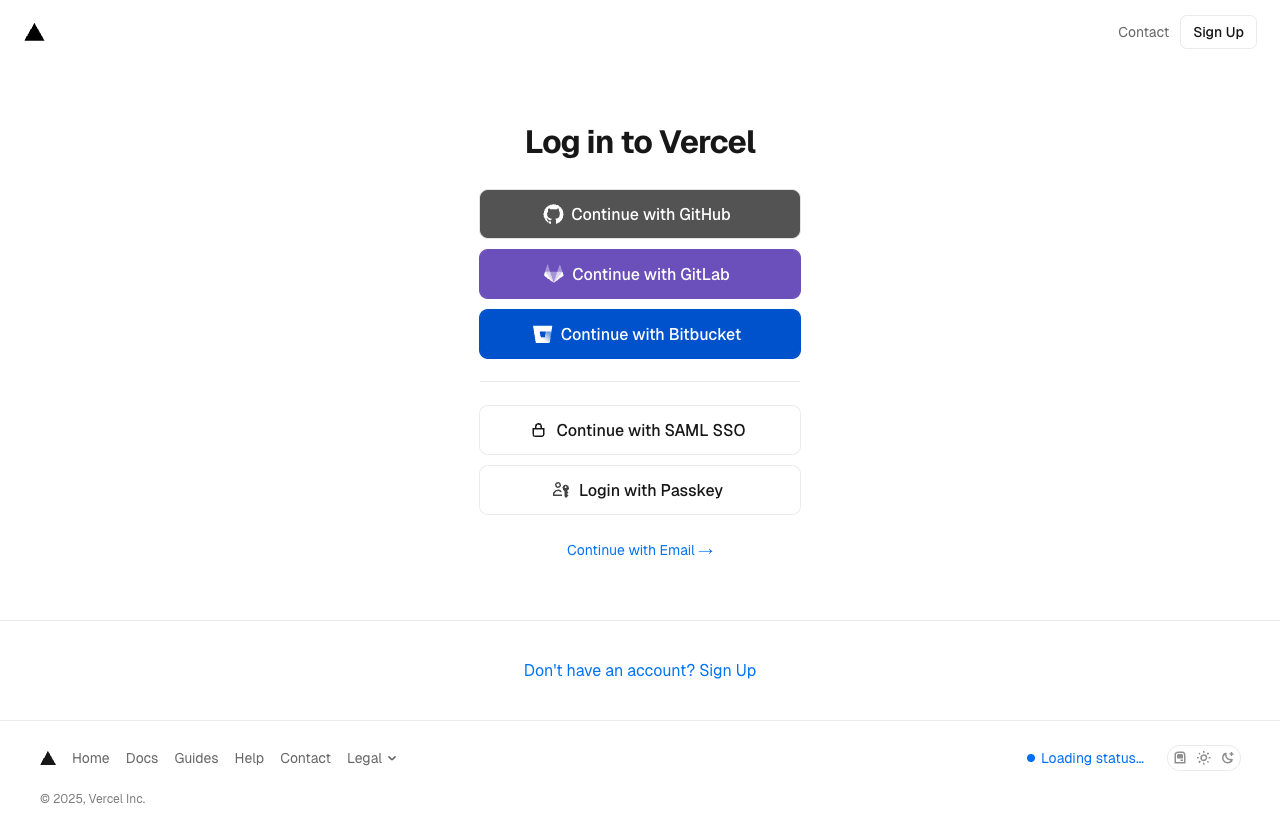 Contact
Sign Up
Log in to Vercel
Continue with GitHub
Continue with GitLab
Continue with Bitbucket
Continue with SAML SSO
Login with Passkey
Continue with Email →
Don't have an account? Sign Up
Home Docs Guides Help Contact Legal
Loading status…
© 2025, Vercel Inc.